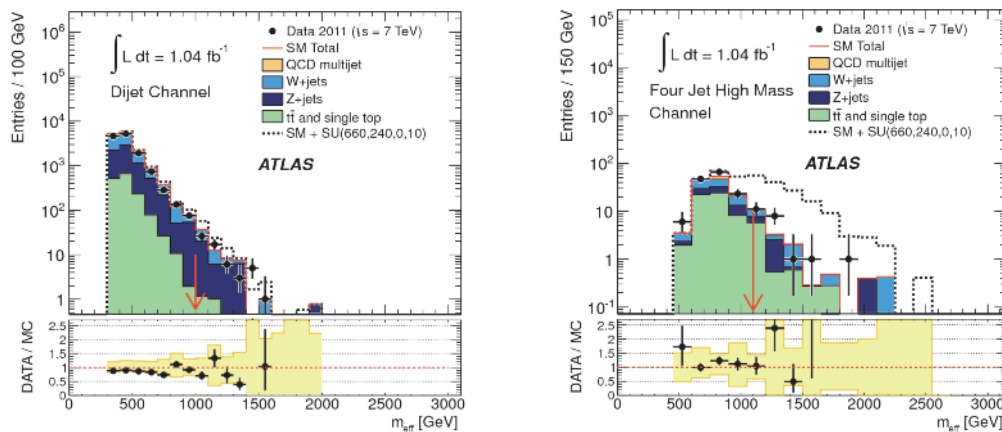 Entries / 100 GeV
10⁶
10⁵
10⁴
10³
10²
10
1
∫ L dt = 1.04 fb⁻¹
Dijet Channel
Data 2011 (√s = 7 TeV)
SM Total
QCD multijet
W+jets
Z+jets
tt̄ and single top
SM + SU(660,240,0,10)
ATLAS
DATA / MC
2.5
2
1.5
1
0.5
0
0 500 1000 1500 2000 2500 3000
m_eff [GeV]
Entries / 150 GeV
10⁵
10⁴
10³
10²
10
1
10⁻¹
∫ L dt = 1.04 fb⁻¹
Four Jet High Mass
Channel
Data 2011 (√s = 7 TeV)
SM Total
QCD multijet
W+jets
Z+jets
tt̄ and single top
SM + SU(660,240,0,10)
ATLAS
DATA / MC
2.5
2
1.5
1
0.5
0
0 500 1000 1500 2000 2500 3000
m_eff [GeV]